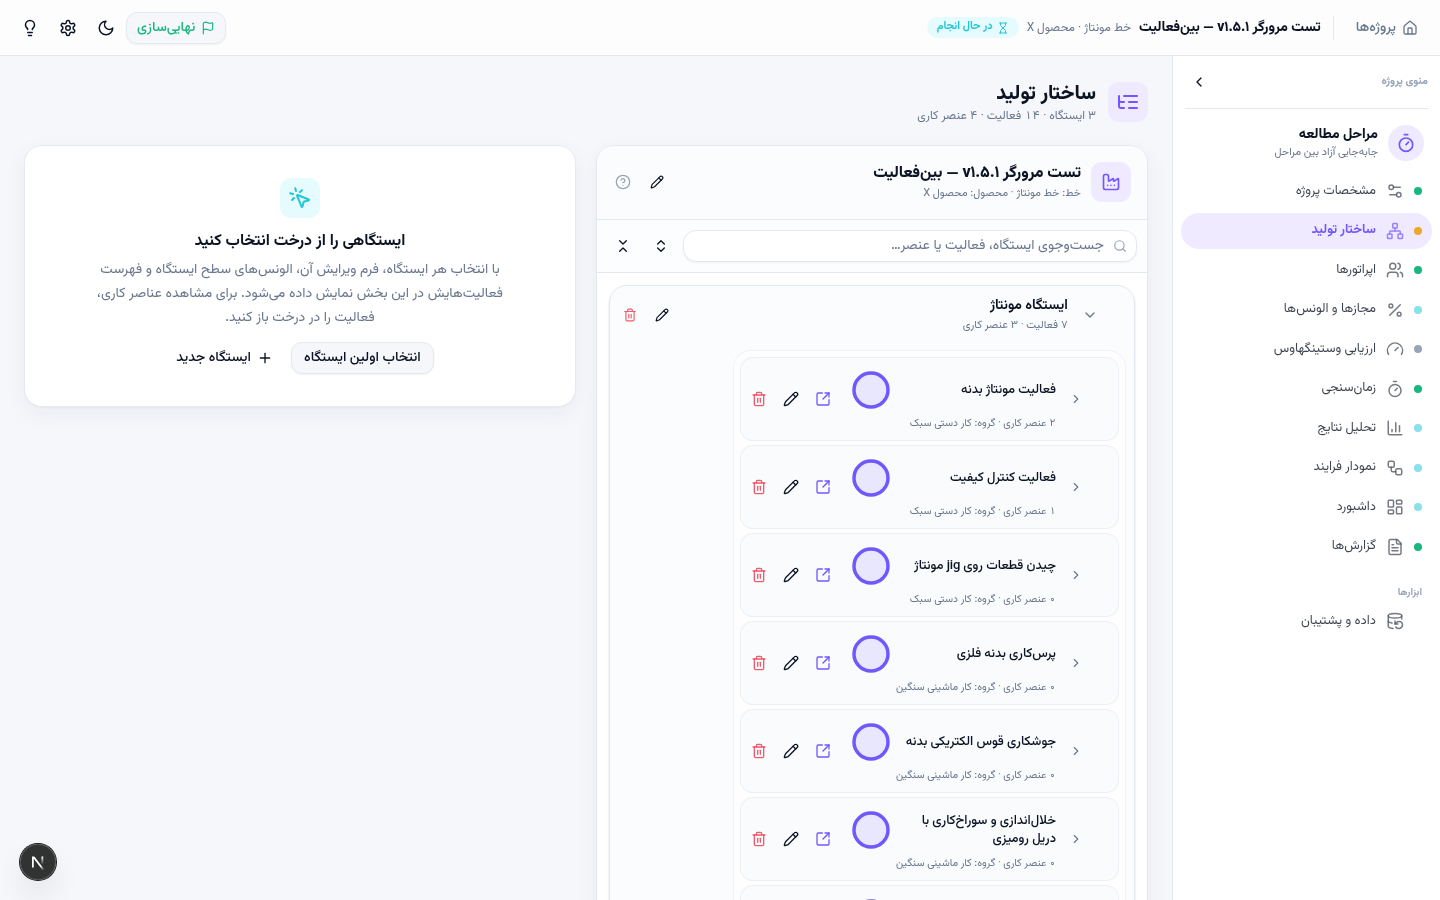 پروژه‌ها
تست مرورگر v1.5.1 — بین‌فعالیت
خط مونتاژ · محصول X
در حال انجام
نهایی‌سازی
منوی پروژه
مراحل مطالعه
جابه‌جایی آزاد بین مراحل
مشخصات پروژه
ساختار تولید
اپراتورها
مجازها و الونس‌ها
ارزیابی وستینگهاوس
زمان‌سنجی
تحلیل نتایج
نمودار فرایند
داشبورد
گزارش‌ها
ابزارها
داده و پشتیبان
ساختار تولید
۳ ایستگاه · ۱۴ فعالیت · ۴ عنصر کاری
تست مرورگر v1.5.1 — بین‌فعالیت
خط: خط مونتاژ · محصول: محصول X
جست‌وجوی ایستگاه، فعالیت یا عنصر...
ایستگاه مونتاژ
۷ فعالیت · ۳ عنصر کاری
فعالیت مونتاژ بدنه
۲ عنصر کاری · گروه: کار دستی سبک
فعالیت کنترل کیفیت
۱ عنصر کاری · گروه: کار دستی سبک
چیدن قطعات روی jig مونتاژ
۰ عنصر کاری · گروه: کار دستی سبک
پرس‌کاری بدنه فلزی
۰ عنصر کاری · گروه: کار ماشینی سنگین
جوشکاری قوس الکتریکی بدنه
۰ عنصر کاری · گروه: کار ماشینی سنگین
خلال‌اندازی و سوراخ‌کاری با
دریل رومیزی
۰ عنصر کاری · گروه: کار ماشینی سنگین
ایستگاهی را از درخت انتخاب کنید
با انتخاب هر ایستگاه، فرم ویرایش آن، الونس‌های سطح ایستگاه و فهرست
فعالیت‌هایش در این بخش نمایش داده می‌شود. برای مشاهده عناصر کاری،
فعالیت را در درخت باز کنید.
انتخاب اولین ایستگاه
ایستگاه جدید
N